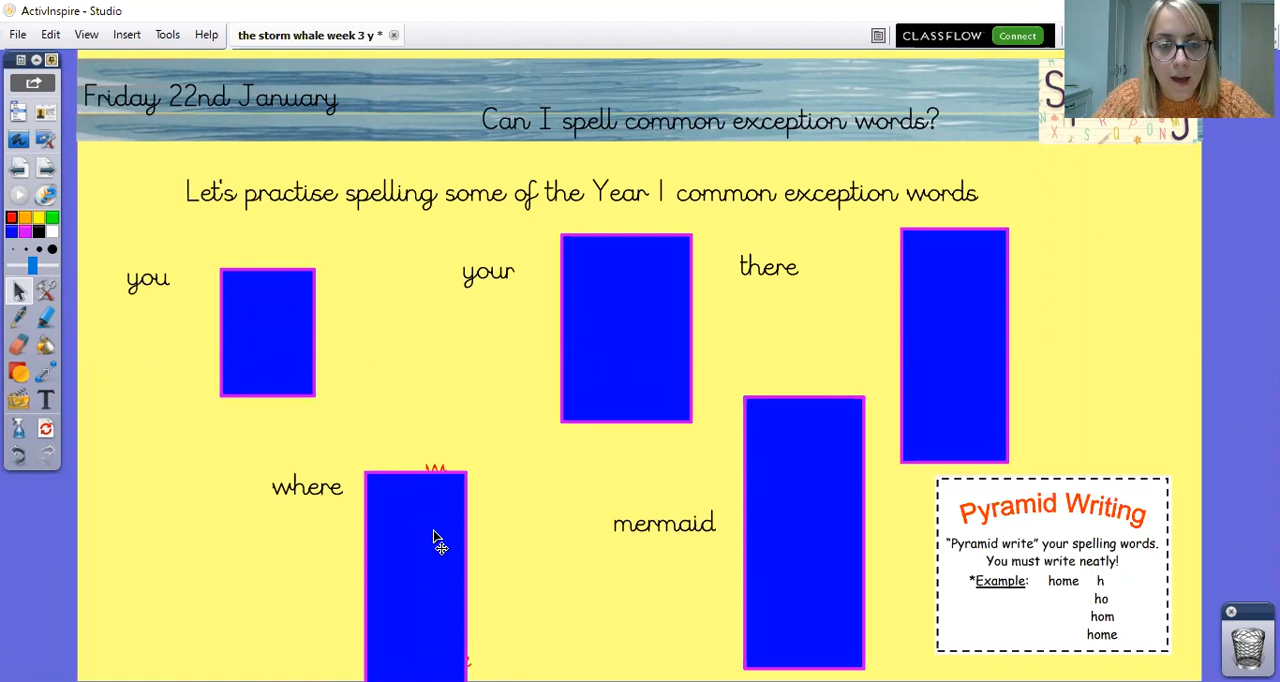 ActivInspire - Studio
File Edit View Insert Tools Help
the storm whale week 3 y *
CLASSFLOW Connect
Friday 22nd January
Can I spell common exception words?
Let's practise spelling some of the Year 1 common exception words
you
your
there
where
mermaid
Pyramid Writing
"Pyramid write" your spelling words.
You must write neatly!
*Example: home h
ho
hom
home